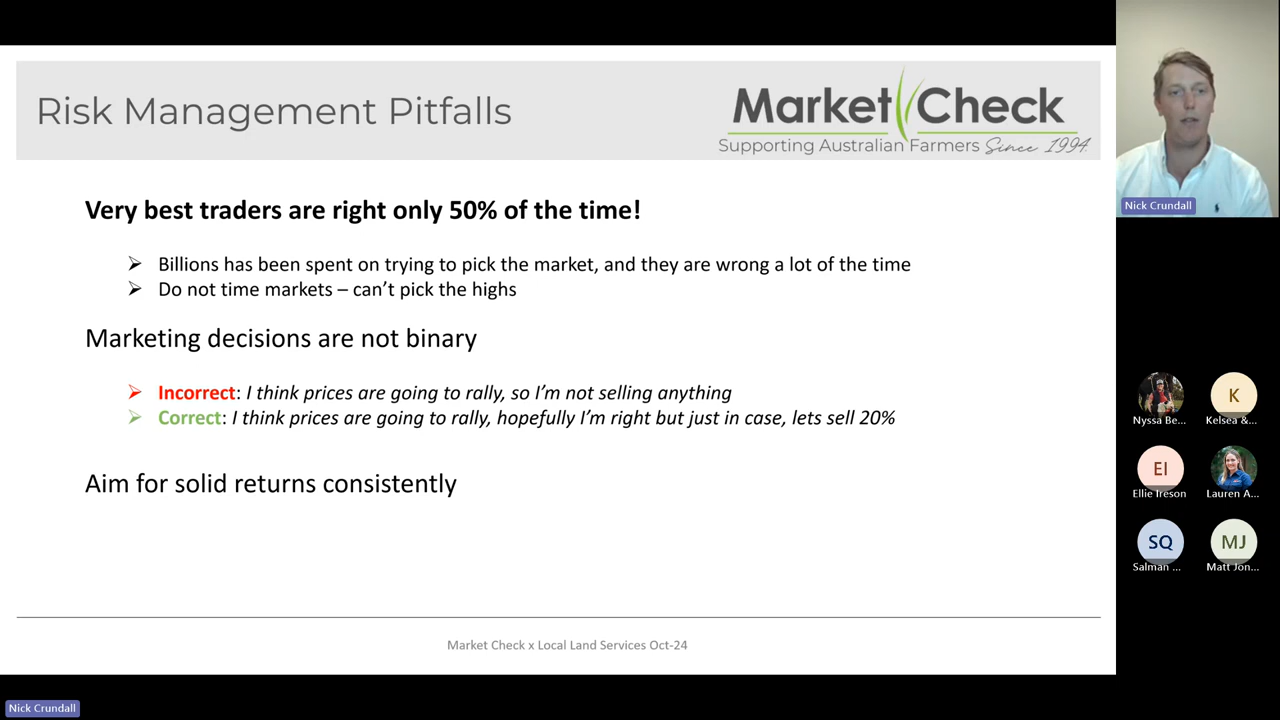 Risk Management Pitfalls
Market Check
Supporting Australian Farmers Since 1994
Very best traders are right only 50% of the time!
Billions has been spent on trying to pick the market, and they are wrong a lot of the time
Do not time markets – can’t pick the highs
Marketing decisions are not binary
Incorrect: I think prices are going to rally, so I’m not selling anything
Correct: I think prices are going to rally, hopefully I’m right but just in case, lets sell 20%
Aim for solid returns consistently
Market Check x Local Land Services Oct-24
Nick Crundall
K
Nyssa Be...
Kelsea &...
EI
Ellie Ireson
Lauren A...
SQ
MJ
Salman ...
Matt Jon...
Nick Crundall